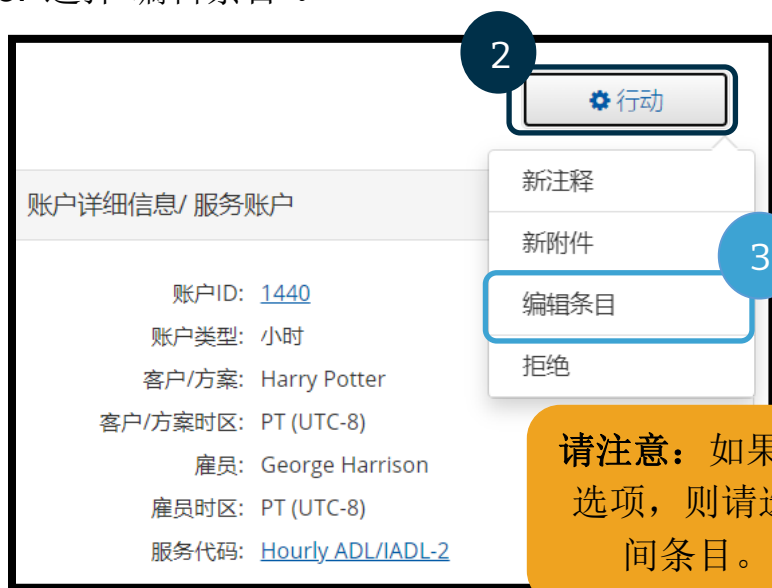 2
行动
新注释
账户详细信息/ 服务账户
新附件
3
账户ID: 1440
编辑条目
账户类型: 小时
客户/方案: Harry Potter
拒绝
客户/方案时区: PT (UTC-8)
雇员: George Harrison
雇员时区: PT (UTC-8)
服务代码: Hourly ADL/IADL-2
请注意：如果
选项，则请选
间条目。